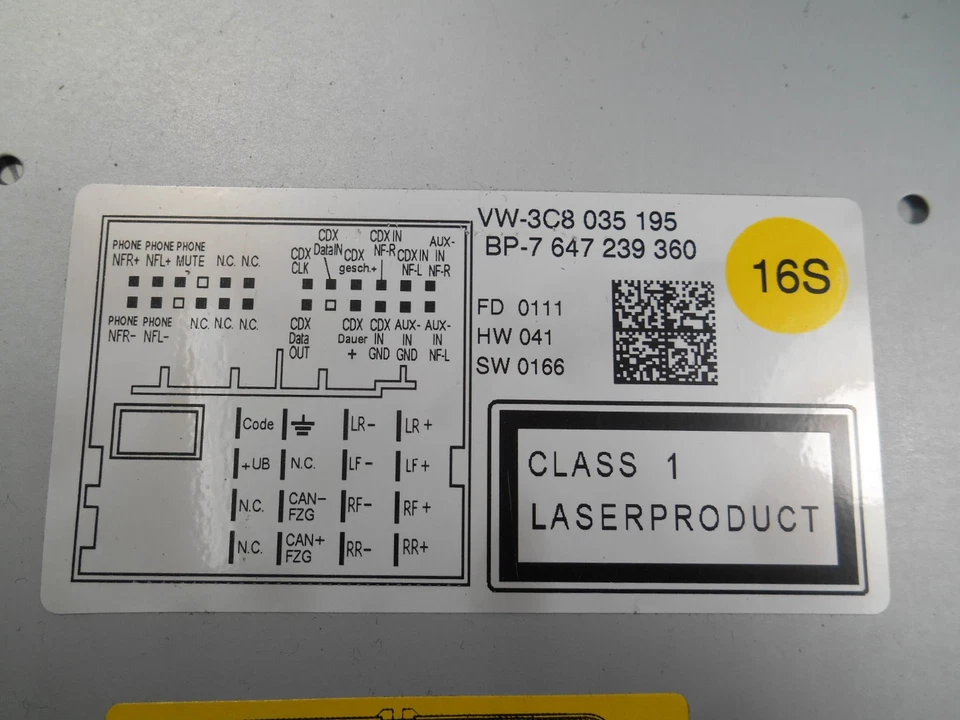 PHONE PHONE PHONE
NFR+ NFL+ MUTE N.C. N.C.
PHONE PHONE N.C. N.C. N.C.
NFR- NFL-
CDX CLK
CDX DataIN
CDX gesch.+
CDX IN NF-R
CDX IN NF-L
AUX-IN NF-R
CDX Data OUT
CDX Dauer +
CDX IN GND
AUX-IN GND
AUX-IN NF-L
Code LR- LR+
+UB N.C. LF- LF+
N.C. CAN-FZG RF- RF+
N.C. CAN+FZG RR- RR+
VW-3C8 035 195
BP-7 647 239 360
FD 0111
HW 041
SW 0166
16S
CLASS 1
LASERPRODUCT